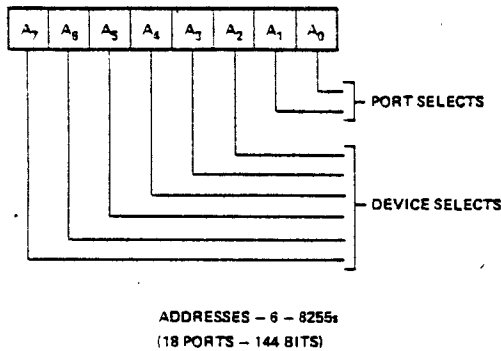 A7 A6 A5 A4 A3 A2 A1 A0
PORT SELECTS
DEVICE SELECTS
ADDRESSES – 6 – 8255s
(18 PORTS – 144 BITS)